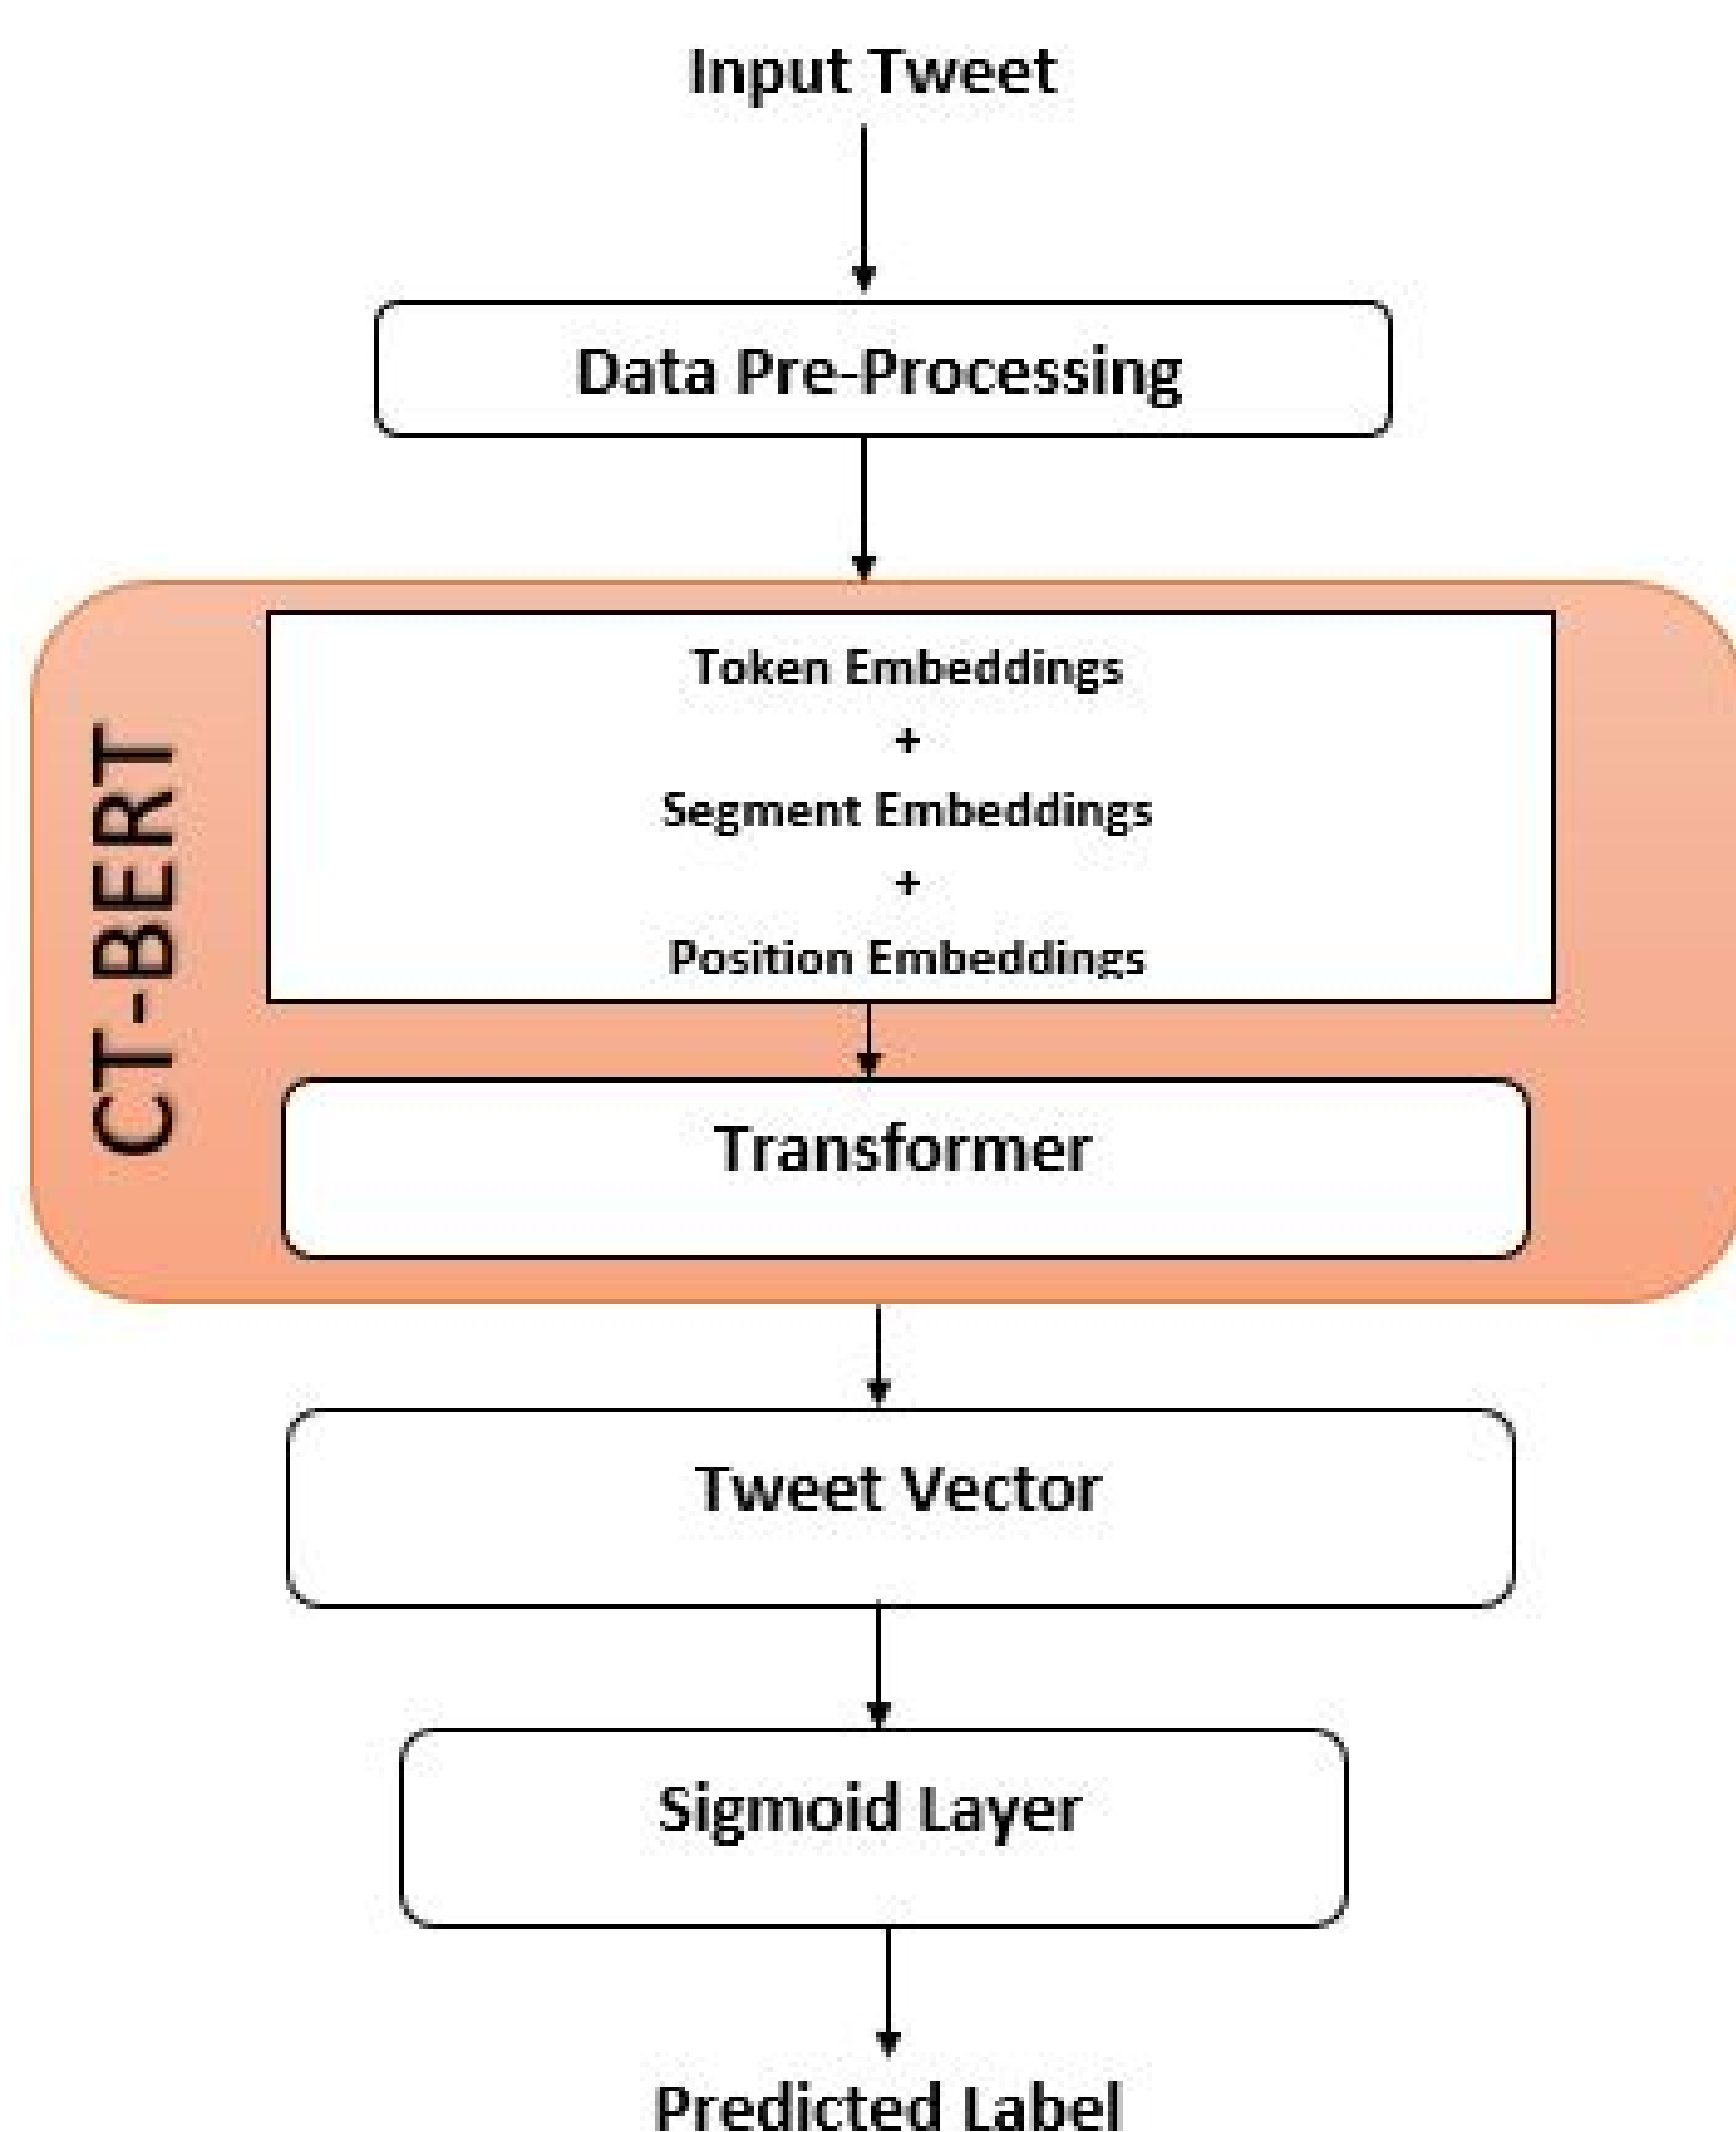 Input Tweet
Data Pre-Processing
CT-BERT
Token Embeddings
+
Segment Embeddings
+
Position Embeddings
Transformer
Tweet Vector
Sigmoid Layer
Predicted Label